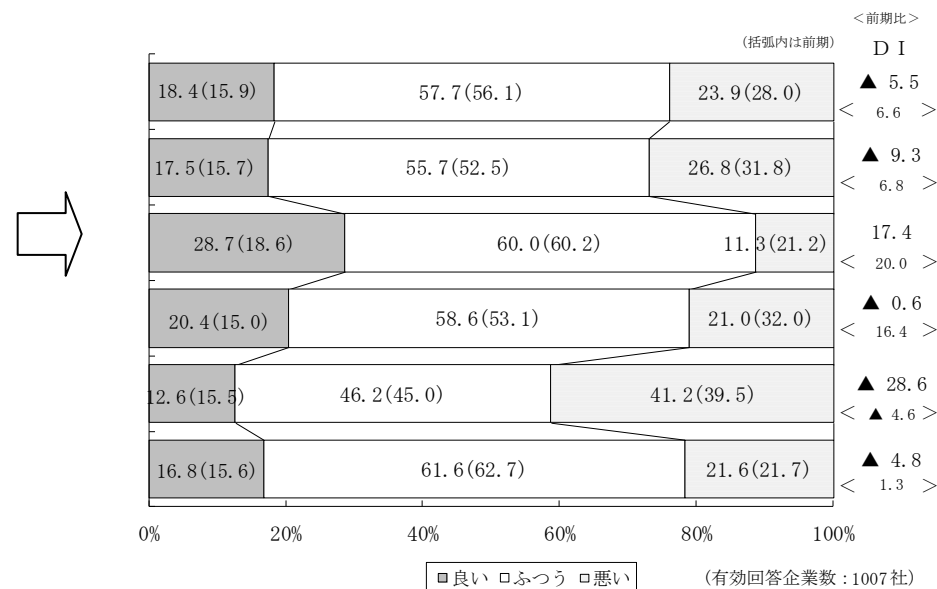 ＜前期比＞
(括弧内は前期) ＤＩ
18.4(15.9) 57.7(56.1) 23.9(28.0) ▲ 5.5
＜ 6.6 ＞
17.5(15.7) 55.7(52.5) 26.8(31.8) ▲ 9.3
＜ 6.8 ＞
28.7(18.6) 60.0(60.2) 11.3(21.2) 17.4
＜ 20.0 ＞
20.4(15.0) 58.6(53.1) 21.0(32.0) ▲ 0.6
＜ 16.4 ＞
12.6(15.5) 46.2(45.0) 41.2(39.5) ▲ 28.6
＜ ▲ 4.6 ＞
16.8(15.6) 61.6(62.7) 21.6(21.7) ▲ 4.8
＜ 1.3 ＞
0% 20% 40% 60% 80% 100%
良い ふつう 悪い (有効回答企業数：1007社)